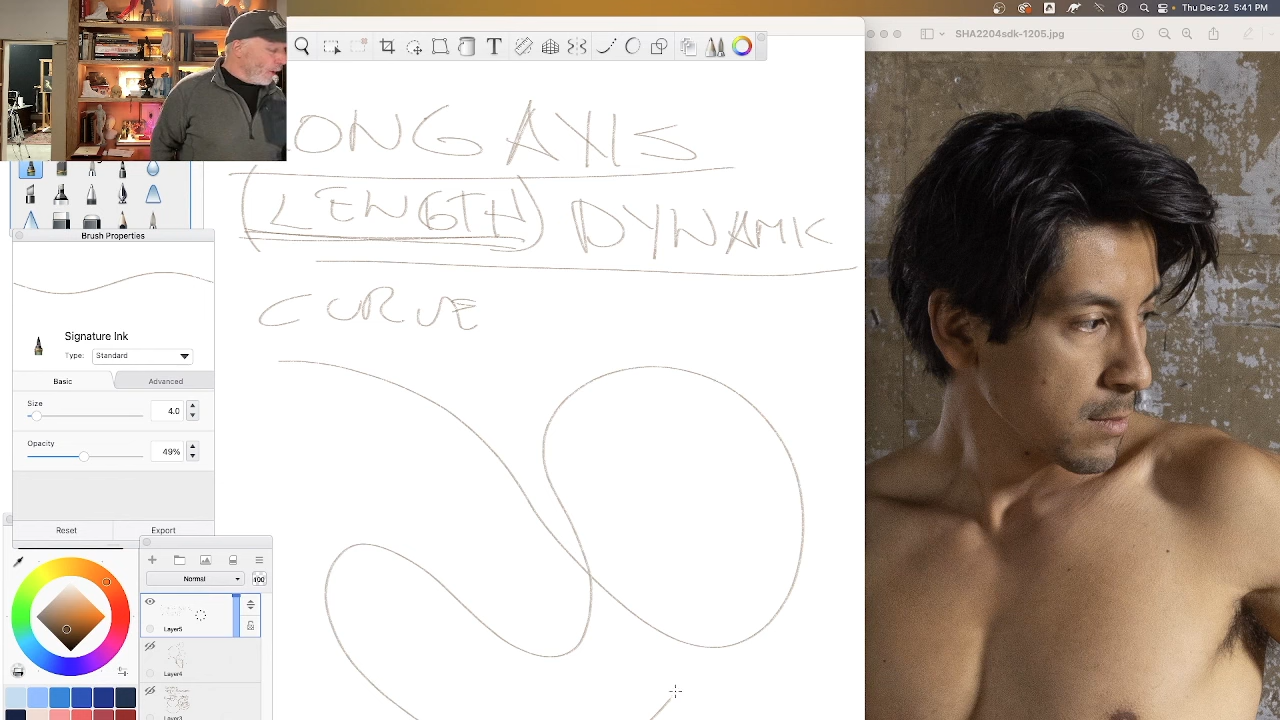 Thu Dec 22 5:41 PM
SHA2204sdk-1205.jpg
ONG AXIS
(LENGTH) DYNAMIC
CURVE
Brush Properties
Signature Ink
Type: Standard
Basic Advanced
Size
4.0
Opacity
49%
Reset Export
Normal 100
Layer5
Layer4
Layer3